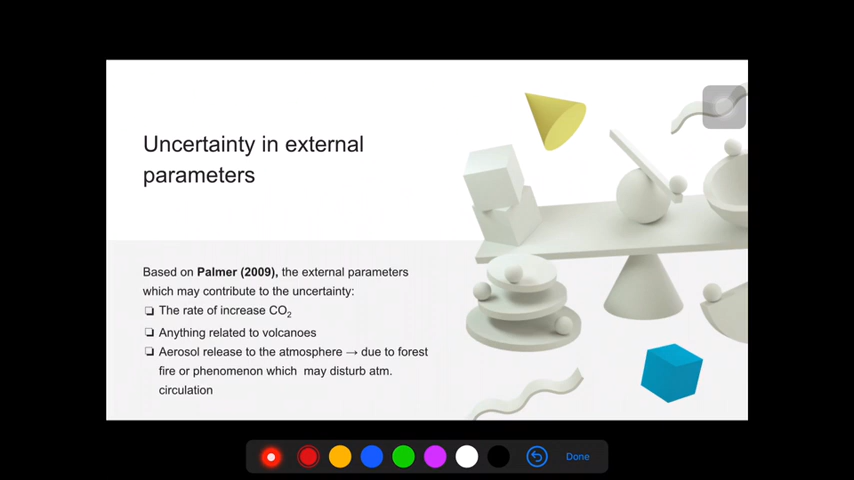 Uncertainty in external
parameters
Based on Palmer (2009), the external parameters
which may contribute to the uncertainty:
❑ The rate of increase CO₂
❑ Anything related to volcanoes
❑ Aerosol release to the atmosphere → due to forest
fire or phenomenon which may disturb atm.
circulation
Done